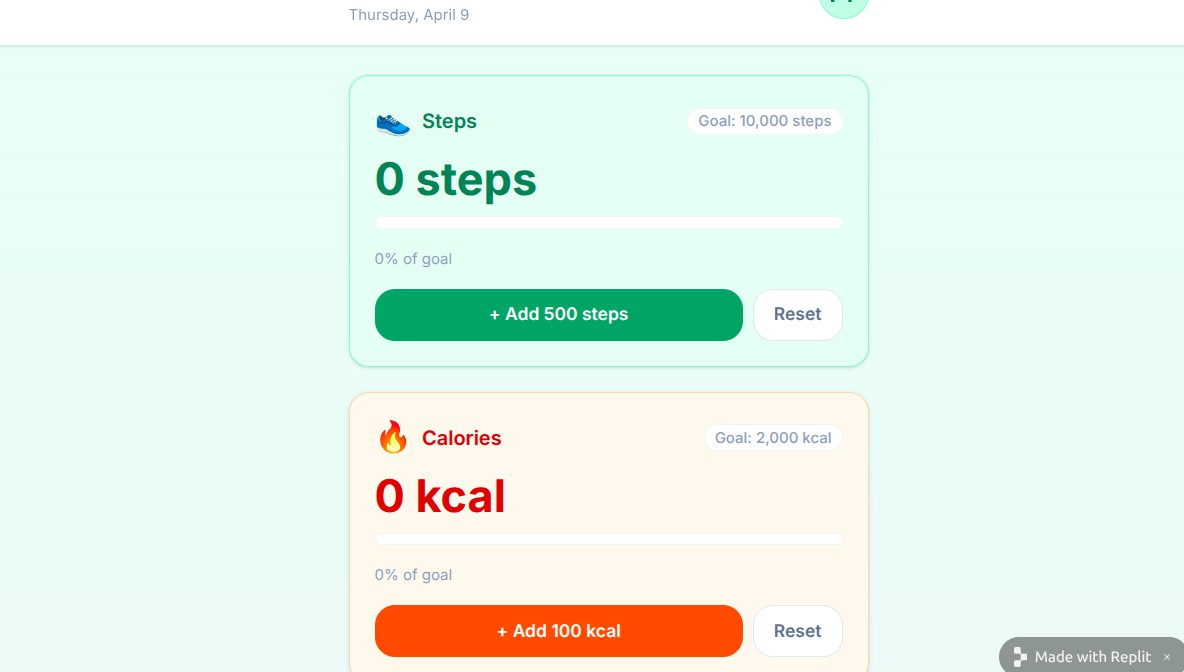 Thursday, April 9
Steps
Goal: 10,000 steps
0 steps
0% of goal
+ Add 500 steps
Reset
Calories
Goal: 2,000 kcal
0 kcal
0% of goal
+ Add 100 kcal
Reset
Made with Replit ×